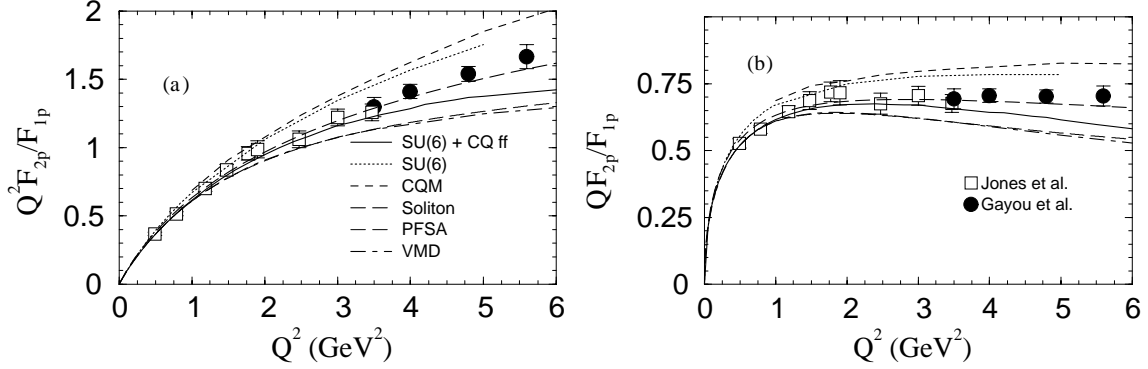 2
1.5
1
0.5
0
Q²F₂ₚ/F₁ₚ
(a)
SU(6) + CQ ff
SU(6)
CQM
Soliton
PFSA
VMD
0 1 2 3 4 5 6
Q² (GeV²)
0.75
0.5
0.25
0
QF₂ₚ/F₁ₚ
(b)
Jones et al.
Gayou et al.
0 1 2 3 4 5 6
Q² (GeV²)